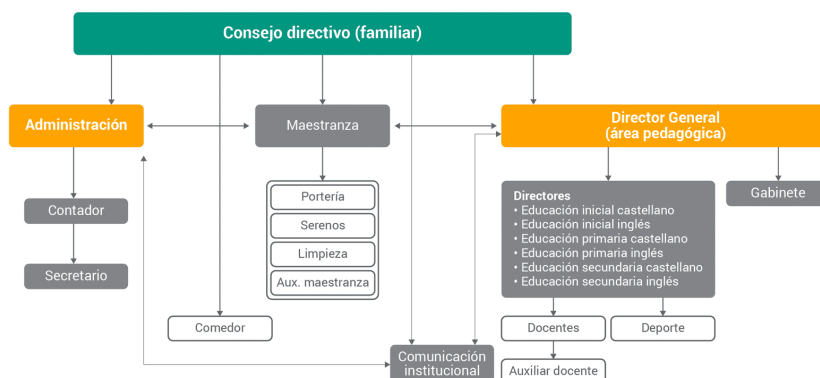 Consejo directivo (familiar)
Administración
Maestranza
Director General
(área pedagógica)
Contador
Secretario
Portería
Serenos
Limpieza
Aux. maestranza
Directores
• Educación inicial castellano
• Educación inicial inglés
• Educación primaria castellano
• Educación primaria inglés
• Educación secundaria castellano
• Educación secundaria inglés
Gabinete
Comedor
Docentes
Deporte
Comunicación
institucional
Auxiliar docente